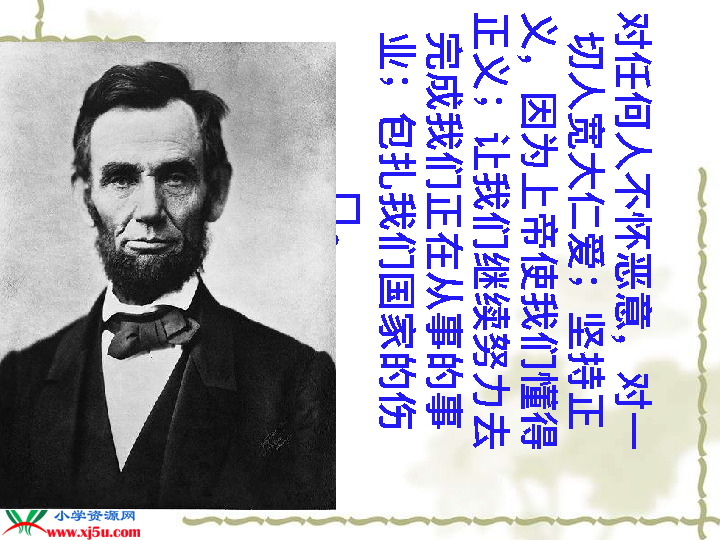 对任何人不怀恶意，对一
切人宽大仁爱；坚持正
义，因为上帝使我们懂得
正义；让我们继续努力去
完成我们正在从事的事
业；包扎我们国家的伤
口。
小学资源网
www.xj5u.com